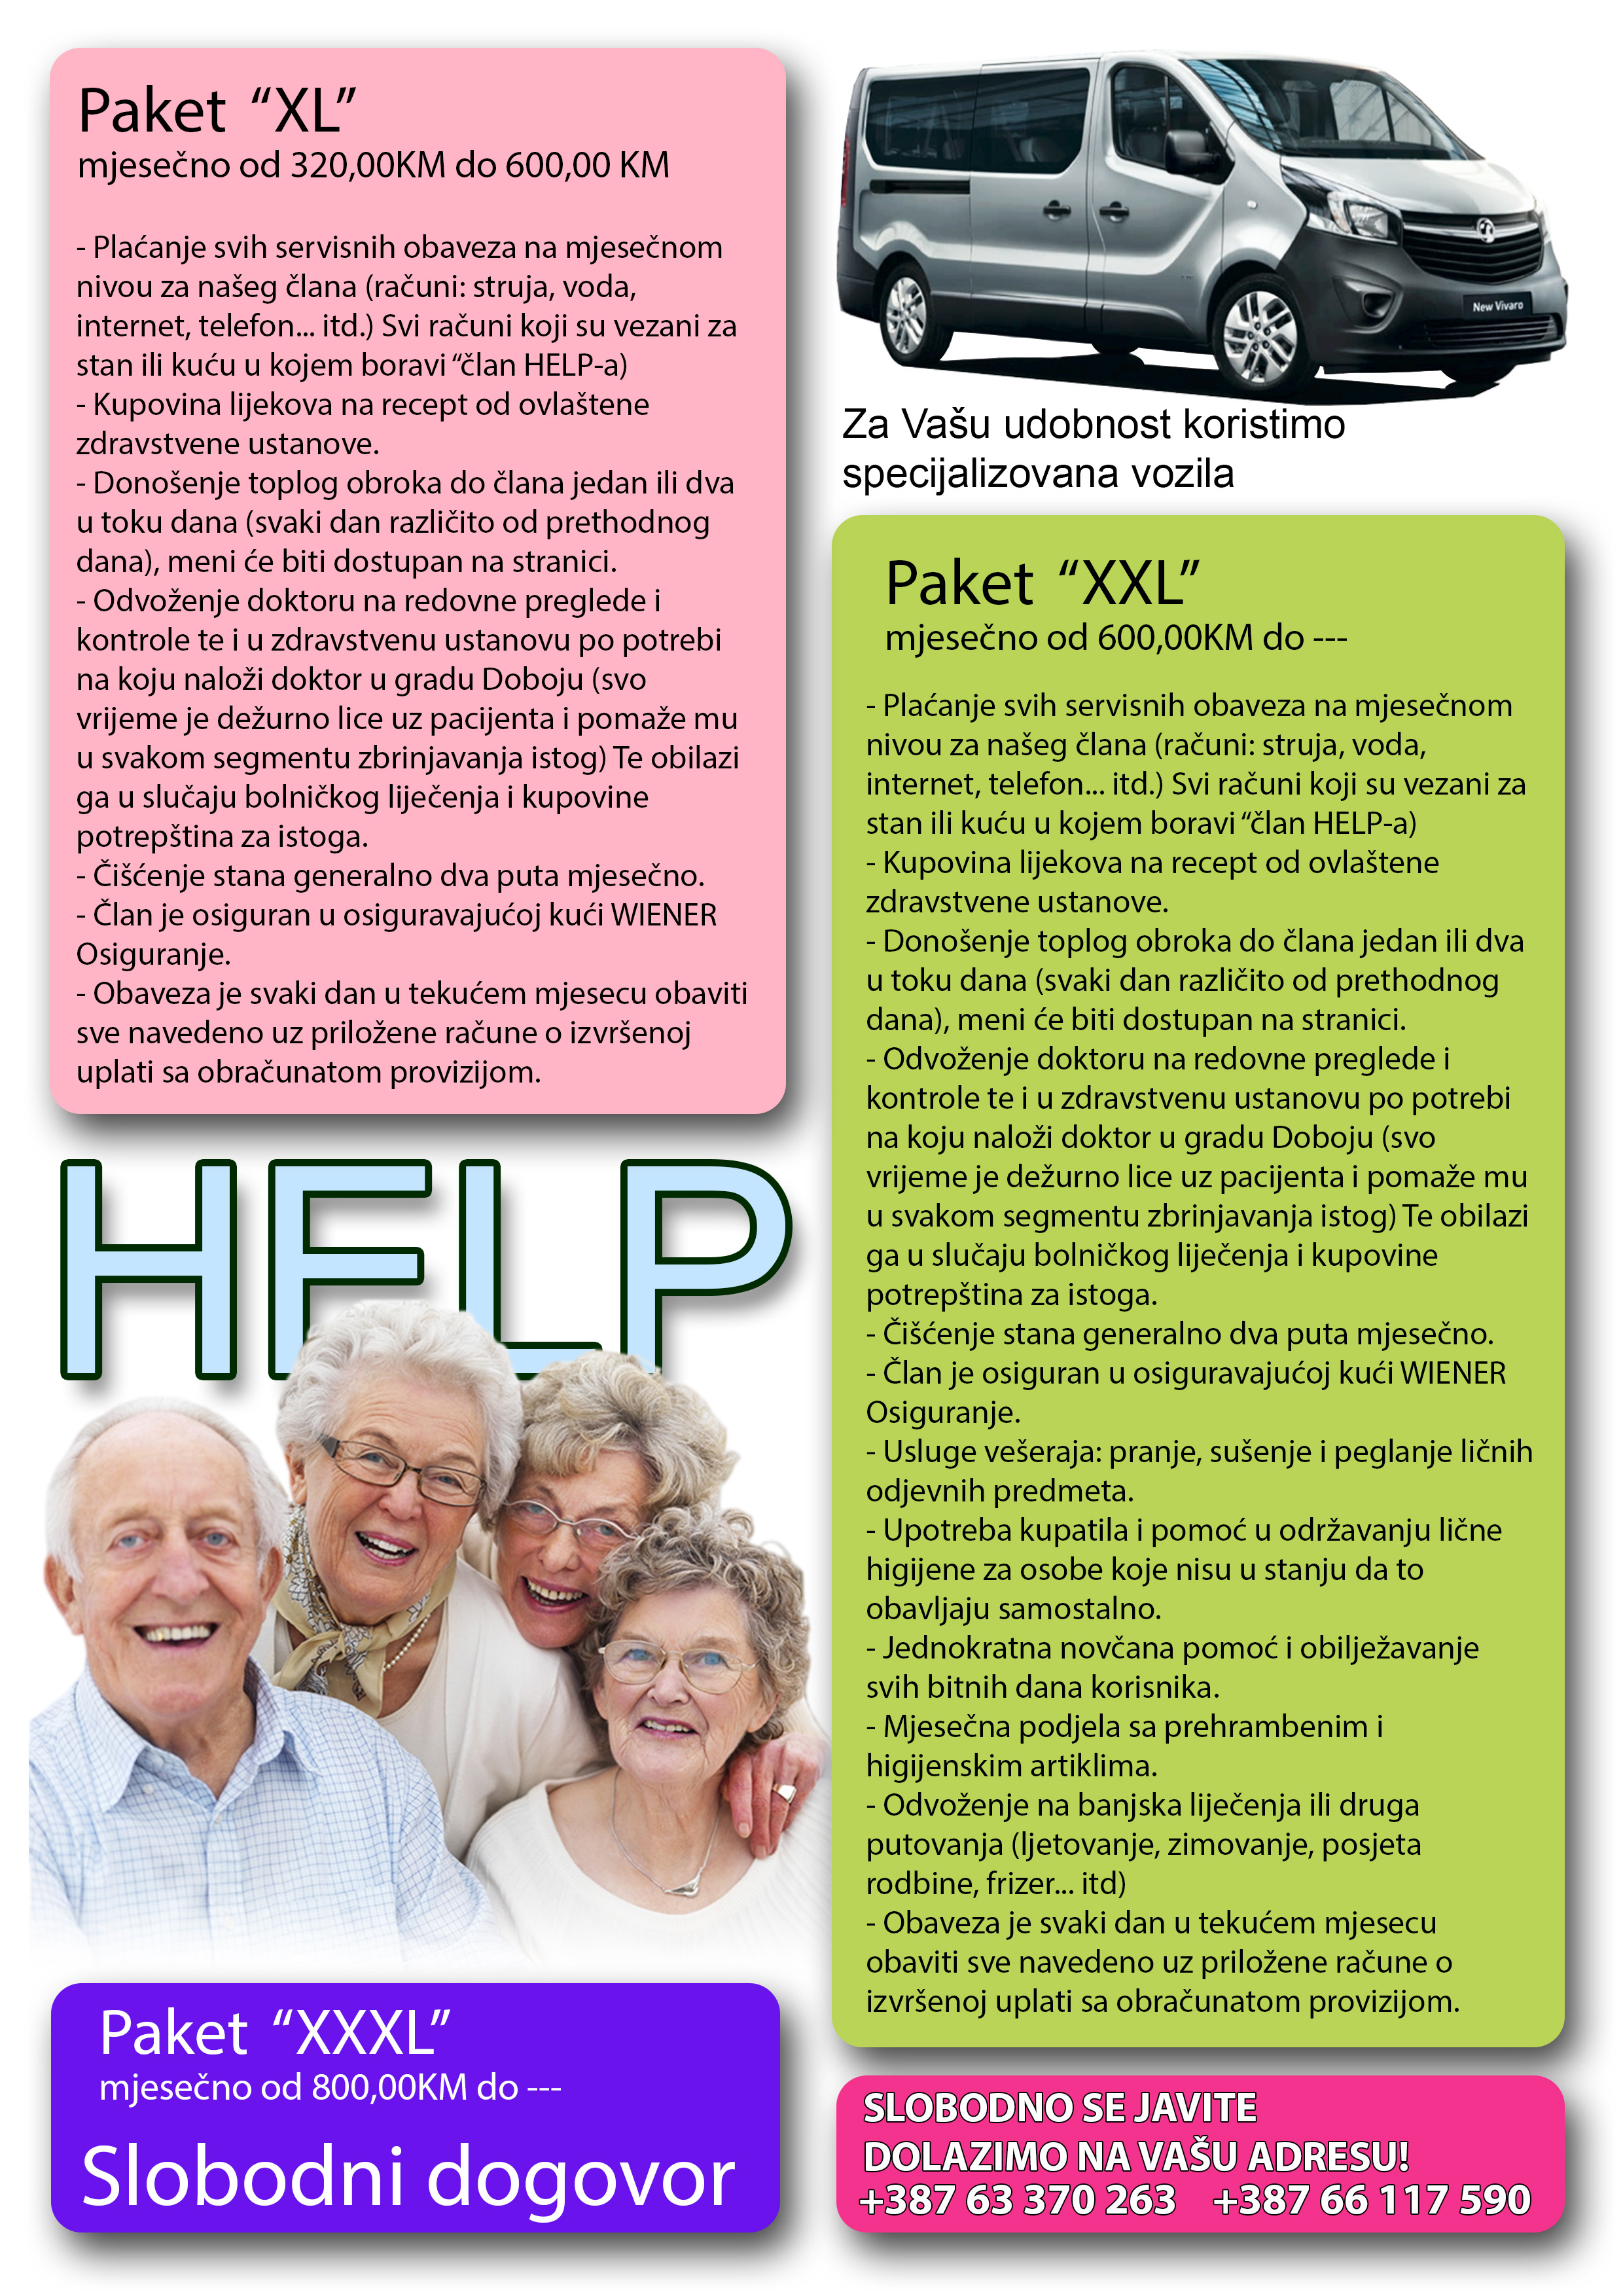 Paket “XL”
mjesečno od 320,00KM do 600,00 KM
- Plaćanje svih servisnih obaveza na mjesečnom
nivou za našeg člana (računi: struja, voda,
internet, telefon... itd.) Svi računi koji su vezani za
stan ili kuću u kojem boravi “član HELP-a)
- Kupovina lijekova na recept od ovlaštene
zdravstvene ustanove.
- Donošenje toplog obroka do člana jedan ili dva
u toku dana (svaki dan različito od prethodnog
dana), meni će biti dostupan na stranici.
- Odvoženje doktoru na redovne preglede i
kontrole te i u zdravstvenu ustanovu po potrebi
na koju naloži doktor u gradu Doboju (svo
vrijeme je dežurno lice uz pacijenta i pomaže mu
u svakom segmentu zbrinjavanja istog) Te obilazi
ga u slučaju bolničkog liječenja i kupovine
potrepština za istoga.
- Čišćenje stana generalno dva puta mjesečno.
- Član je osiguran u osiguravajućoj kući WIENER
Osiguranje.
- Obaveza je svaki dan u tekućem mjesecu obaviti
sve navedeno uz priložene račune o izvršenoj
uplati sa obračunatom provizijom.
HELP
Paket “XXXL”
mjesečno od 800,00KM do ---
Slobodni dogovor
New Vivaro
Za Vašu udobnost koristimo
specijalizovana vozila
Paket “XXL”
mjesečno od 600,00KM do ---
- Plaćanje svih servisnih obaveza na mjesečnom
nivou za našeg člana (računi: struja, voda,
internet, telefon... itd.) Svi računi koji su vezani za
stan ili kuću u kojem boravi “član HELP-a)
- Kupovina lijekova na recept od ovlaštene
zdravstvene ustanove.
- Donošenje toplog obroka do člana jedan ili dva
u toku dana (svaki dan različito od prethodnog
dana), meni će biti dostupan na stranici.
- Odvoženje doktoru na redovne preglede i
kontrole te i u zdravstvenu ustanovu po potrebi
na koju naloži doktor u gradu Doboju (svo
vrijeme je dežurno lice uz pacijenta i pomaže mu
u svakom segmentu zbrinjavanja istog) Te obilazi
ga u slučaju bolničkog liječenja i kupovine
potrepština za istoga.
- Čišćenje stana generalno dva puta mjesečno.
- Član je osiguran u osiguravajućoj kući WIENER
Osiguranje.
- Usluge vešeraja: pranje, sušenje i peglanje ličnih
odjevnih predmeta.
- Upotreba kupatila i pomoć u održavanju lične
higijene za osobe koje nisu u stanju da to
obavljaju samostalno.
- Jednokratna novčana pomoć i obilježavanje
svih bitnih dana korisnika.
- Mjesečna podjela sa prehrambenim i
higijenskim artiklima.
- Odvoženje na banjska liječenja ili druga
putovanja (ljetovanje, zimovanje, posjeta
rodbine, frizer... itd)
- Obaveza je svaki dan u tekućem mjesecu
obaviti sve navedeno uz priložene račune o
izvršenoj uplati sa obračunatom provizijom.
SLOBODNO SE JAVITE
DOLAZIMO NA VAŠU ADRESU!
+387 63 370 263 +387 66 117 590